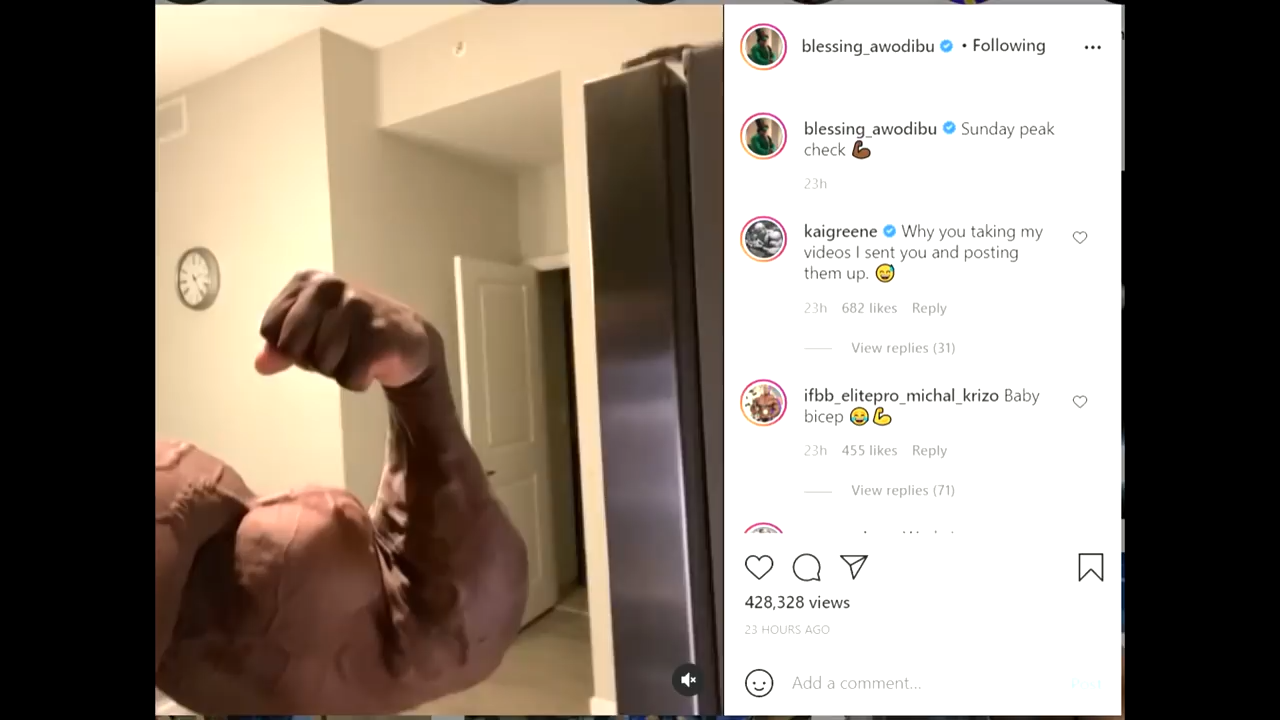 blessing_awodibu • Following
blessing_awodibu Sunday peak
check 💪🏾
23h
kaigreene Why you taking my
videos I sent you and posting
them up. 😅
23h 682 likes Reply
View replies (31)
ifbb_elitepro_michal_krizo Baby
bicep 😂💪
23h 455 likes Reply
View replies (71)
428,328 views
23 HOURS AGO
Add a comment...